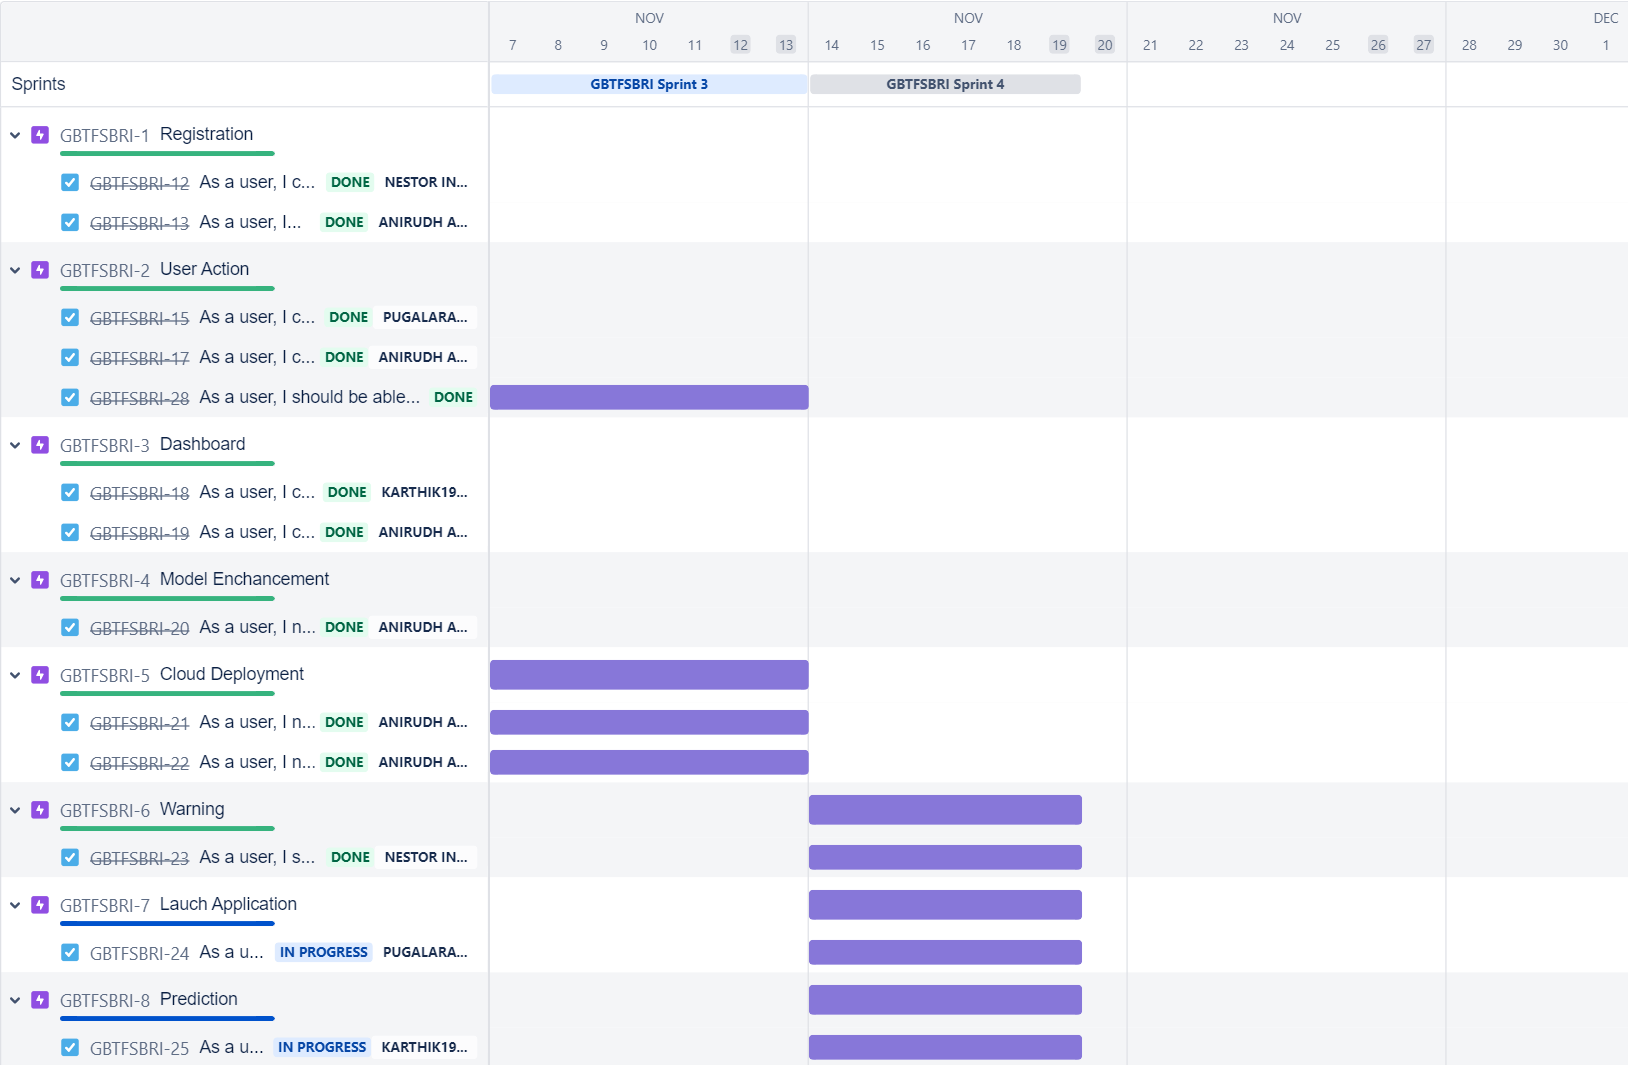 NOV NOV NOV DEC
7 8 9 10 11 12 13 14 15 16 17 18 19 20 21 22 23 24 25 26 27 28 29 30 1
Sprints GBTFSBRI Sprint 3 GBTFSBRI Sprint 4
GBTFSBRI-1 Registration
GBTFSBRI-12 As a user, I c... DONE NESTOR IN...
GBTFSBRI-13 As a user, I... DONE ANIRUDH A...
GBTFSBRI-2 User Action
GBTFSBRI-15 As a user, I c... DONE PUGALARA...
GBTFSBRI-17 As a user, I c... DONE ANIRUDH A...
GBTFSBRI-28 As a user, I should be able... DONE
GBTFSBRI-3 Dashboard
GBTFSBRI-18 As a user, I c... DONE KARTHIK19...
GBTFSBRI-19 As a user, I c... DONE ANIRUDH A...
GBTFSBRI-4 Model Enchancement
GBTFSBRI-20 As a user, I n... DONE ANIRUDH A...
GBTFSBRI-5 Cloud Deployment
GBTFSBRI-21 As a user, I n... DONE ANIRUDH A...
GBTFSBRI-22 As a user, I n... DONE ANIRUDH A...
GBTFSBRI-6 Warning
GBTFSBRI-23 As a user, I s... DONE NESTOR IN...
GBTFSBRI-7 Lauch Application
GBTFSBRI-24 As a u... IN PROGRESS PUGALARA...
GBTFSBRI-8 Prediction
GBTFSBRI-25 As a u... IN PROGRESS KARTHIK19...